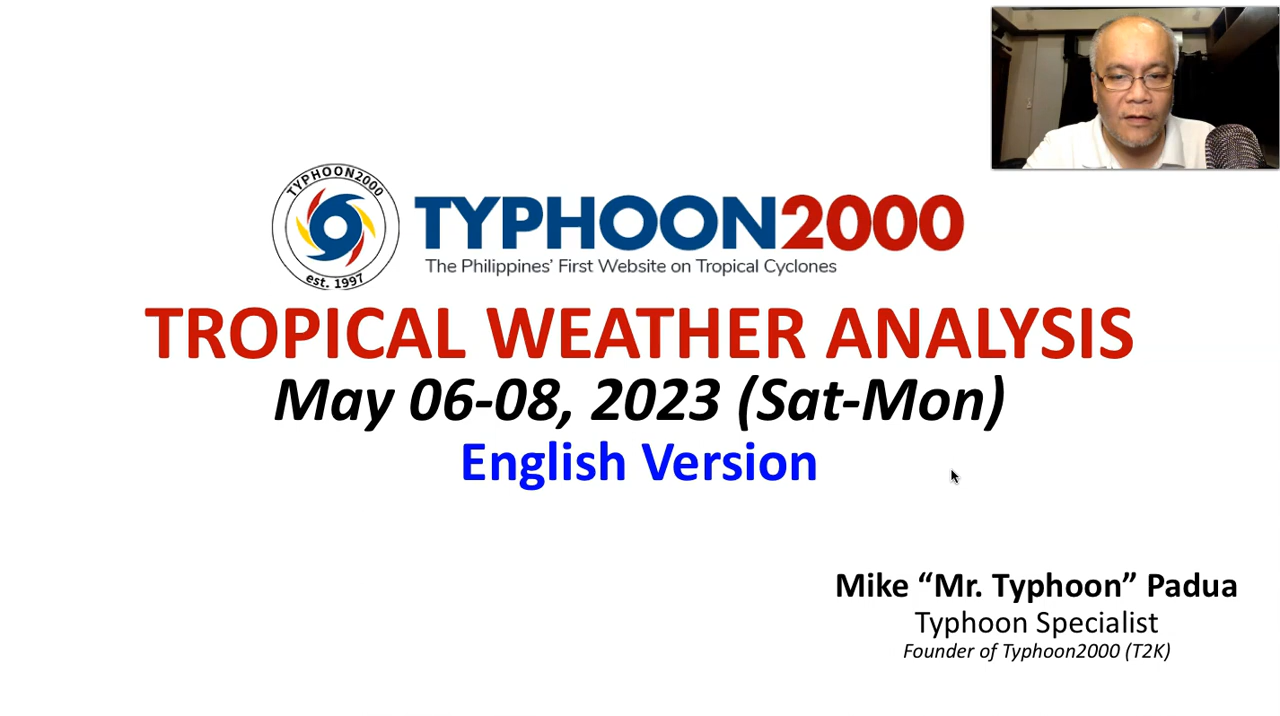 TYPHOON2000
est. 1997
TYPHOON2000
The Philippines' First Website on Tropical Cyclones
TROPICAL WEATHER ANALYSIS
May 06-08, 2023 (Sat-Mon)
English Version
Mike “Mr. Typhoon” Padua
Typhoon Specialist
Founder of Typhoon2000 (T2K)